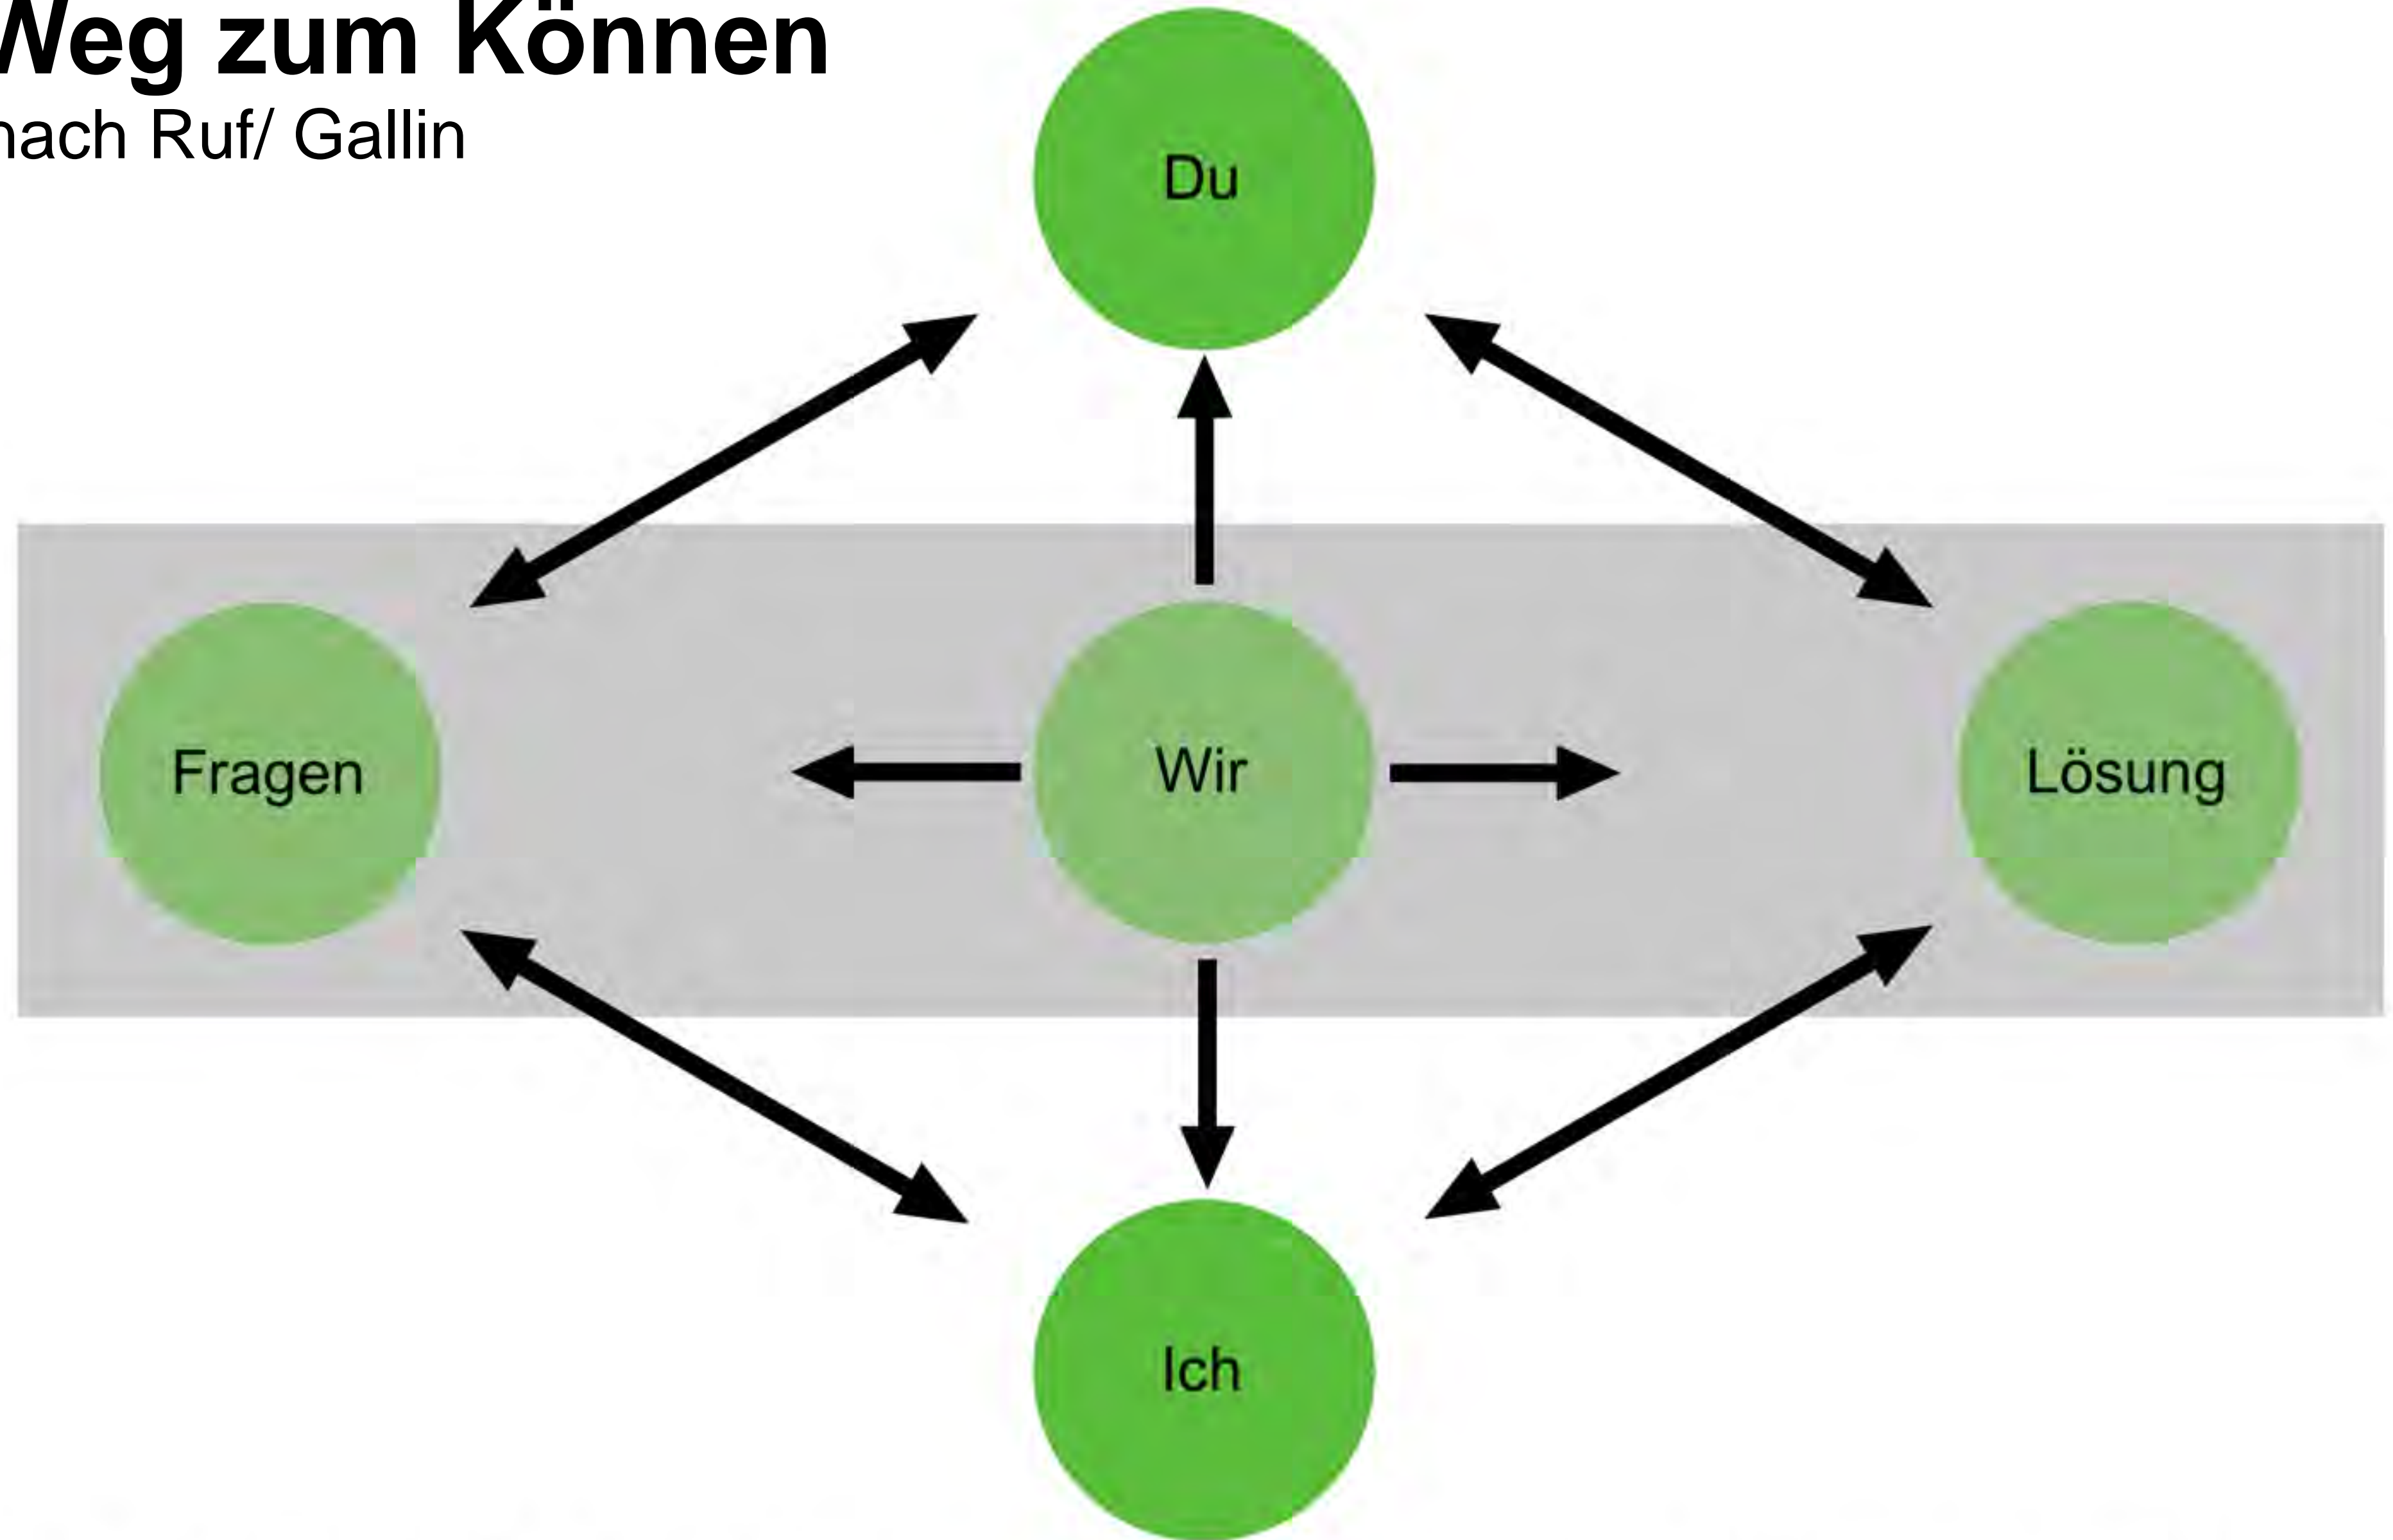 Weg zum Können
nach Ruf/ Gallin
Du
Fragen
Wir
Lösung
Ich